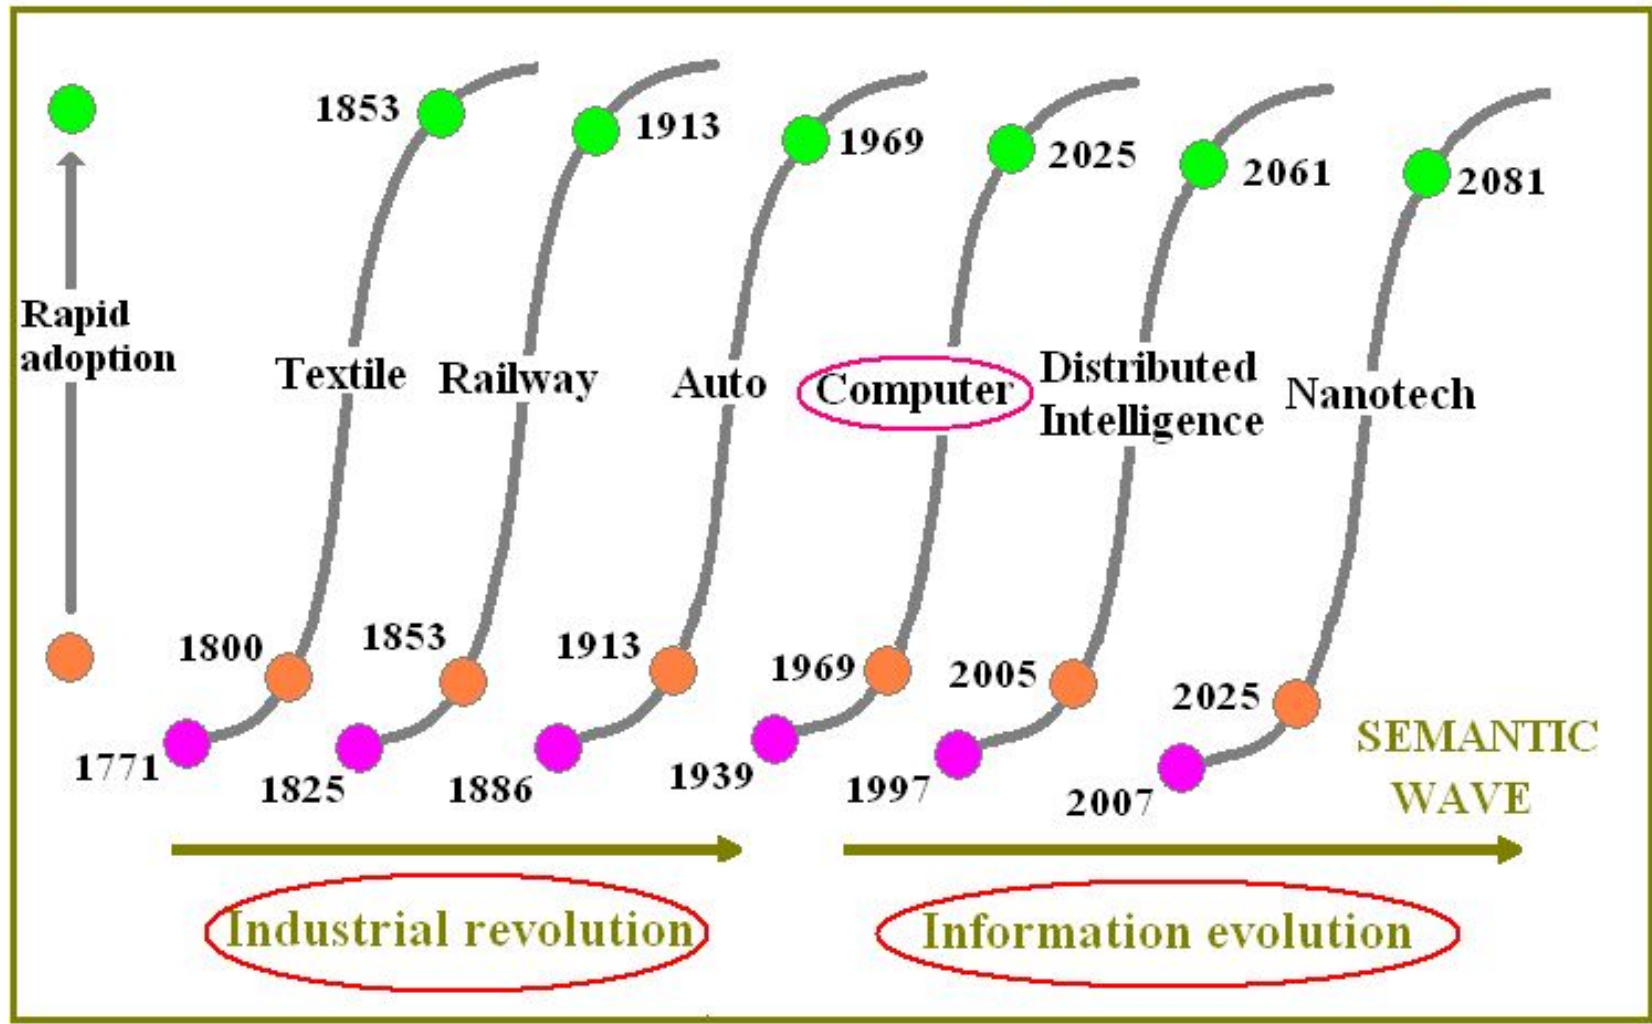 1853
1913
1969
2025
2061
2081
Rapid
adoption
Textile
Railway
Auto
Computer
Distributed
Intelligence
Nanotech
1800
1853
1913
1969
2005
2025
1771
1825
1886
1939
1997
2007
SEMANTIC
WAVE
Industrial revolution
Information evolution